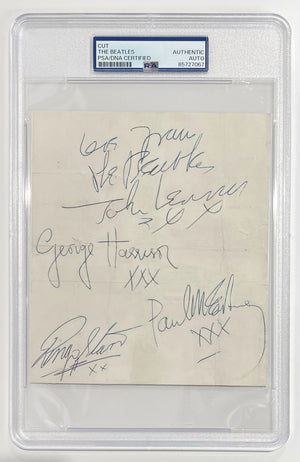 CUT
THE BEATLES
PSA/DNA CERTIFIED
AUTHENTIC
AUTO
85727067
PSA
love from
The Beatles
John Lennon
x x
George Harrison
XXX
Paul McCartney
XXX
Ringo Starr
xx